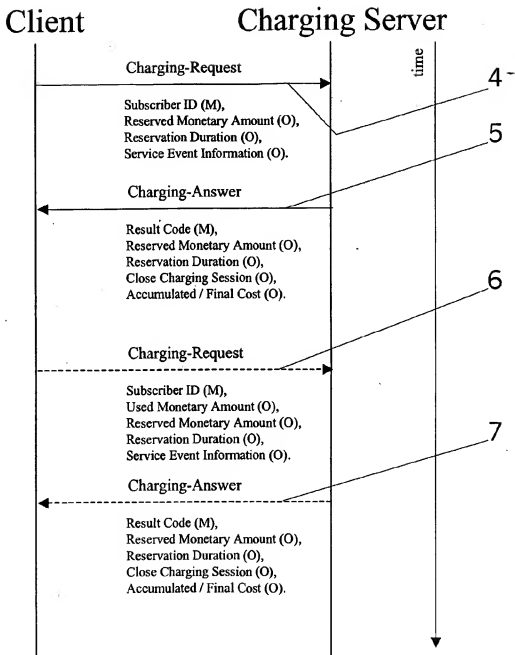 Client
Charging Server
time
Charging-Request
4
Subscriber ID (M),
Reserved Monetary Amount (O),
Reservation Duration (O),
Service Event Information (O).
5
Charging-Answer
Result Code (M),
Reserved Monetary Amount (O),
Reservation Duration (O),
Close Charging Session (O),
Accumulated / Final Cost (O).
6
Charging-Request
Subscriber ID (M),
Used Monetary Amount (O),
Reserved Monetary Amount (O),
Reservation Duration (O),
Service Event Information (O).
7
Charging-Answer
Result Code (M),
Reserved Monetary Amount (O),
Reservation Duration (O),
Close Charging Session (O),
Accumulated / Final Cost (O).